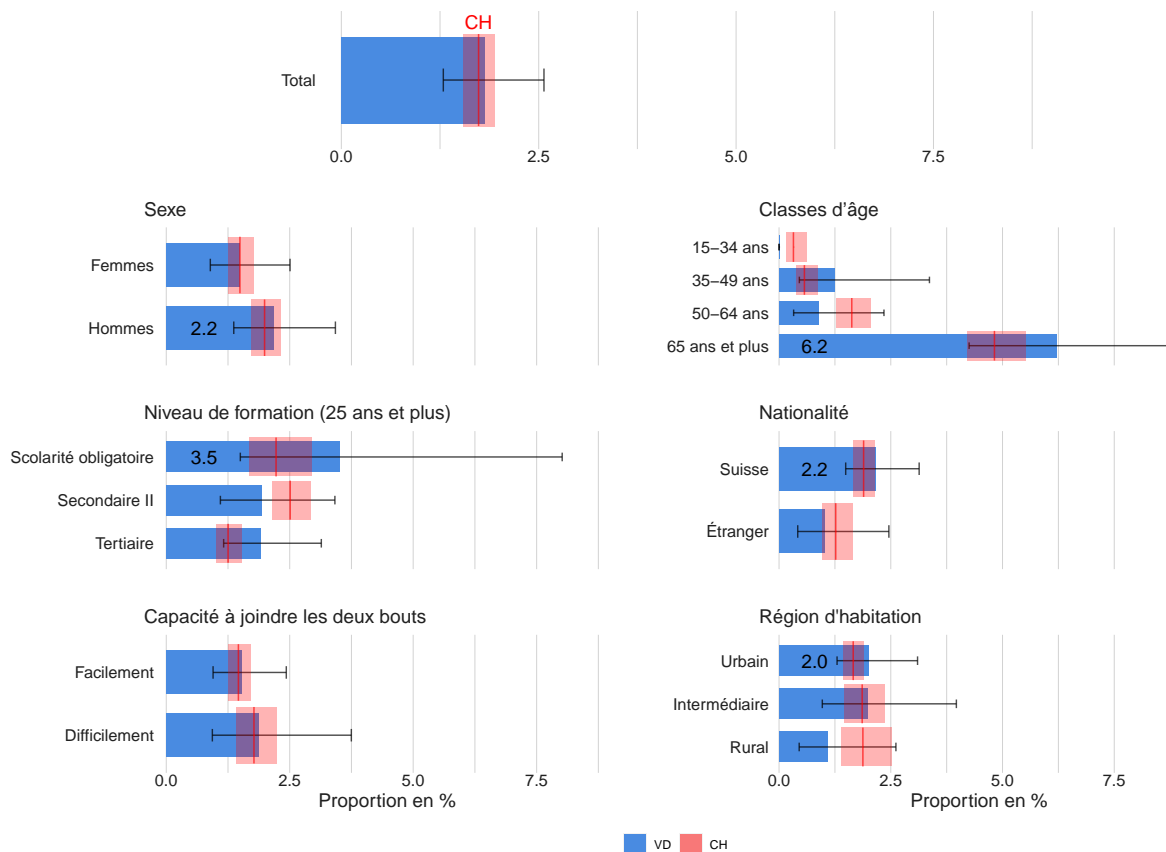 CH
Total
0.0 2.5 5.0 7.5
Sexe
Femmes
Hommes 2.2
Classes d'âge
15–34 ans
35–49 ans
50–64 ans
65 ans et plus 6.2
Niveau de formation (25 ans et plus)
Scolarité obligatoire 3.5
Secondaire II
Tertiaire
Nationalité
Suisse 2.2
Étranger
Capacité à joindre les deux bouts
Facilement
Difficilement
0.0 2.5 5.0 7.5
Proportion en %
Région d'habitation
Urbain 2.0
Intermédiaire
Rural
0.0 2.5 5.0 7.5
Proportion en %
VD CH